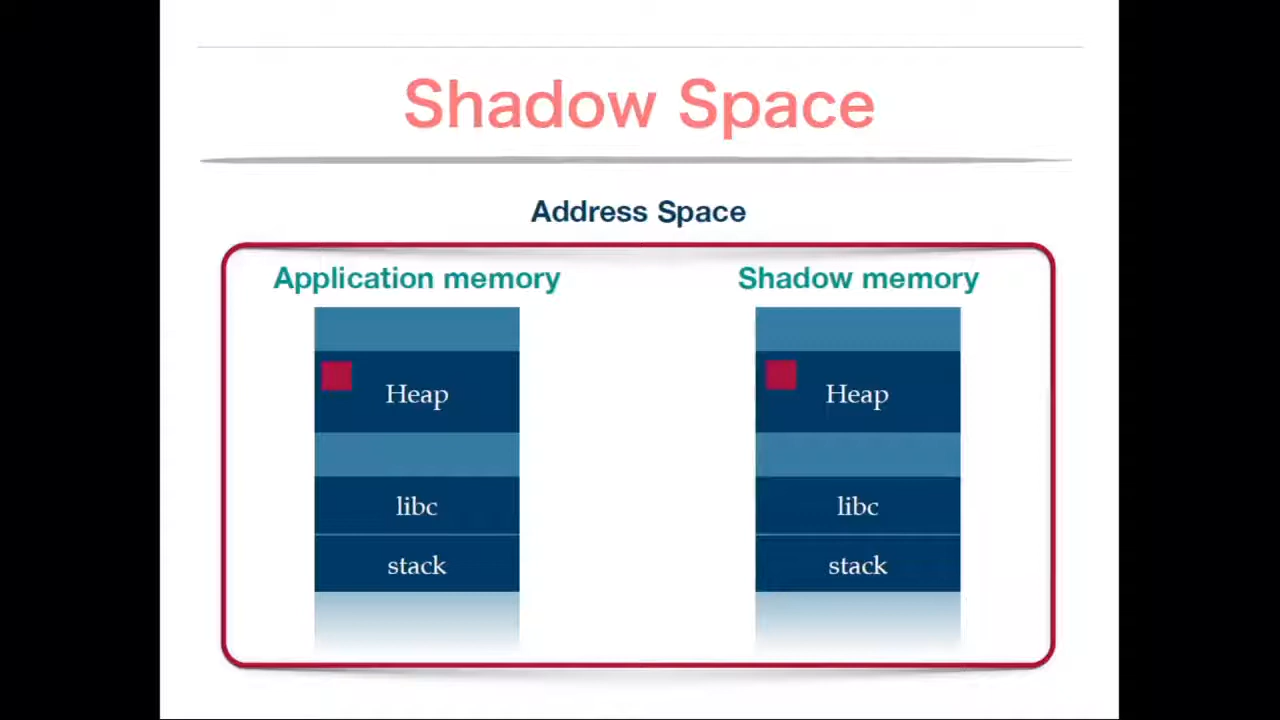 Shadow Space
Address Space
Application memory
Shadow memory
Heap
Heap
libc
libc
stack
stack